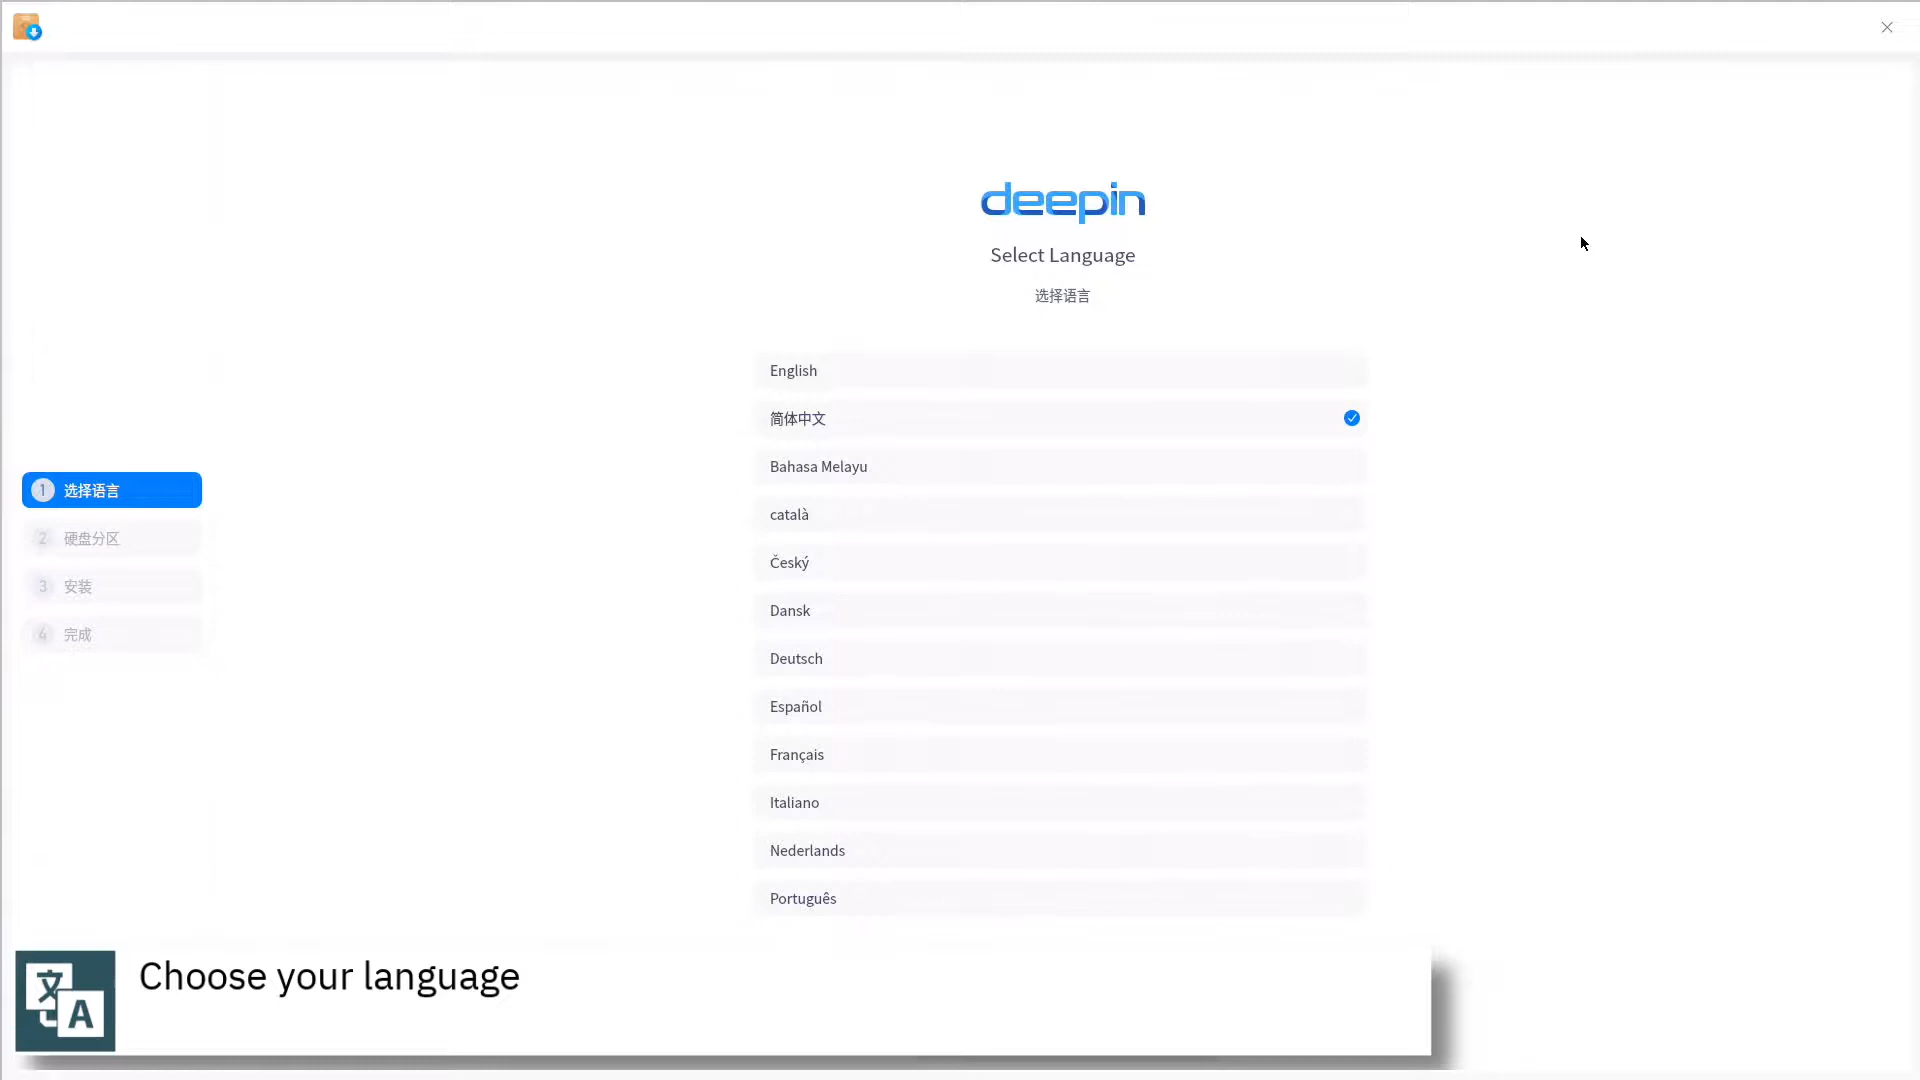 deepin
Select Language
选择语言
English
简体中文
Bahasa Melayu
català
Český
Dansk
Deutsch
Español
Français
Italiano
Nederlands
Português
1 选择语言
2 硬盘分区
3 安装
4 完成
文
A
Choose your language